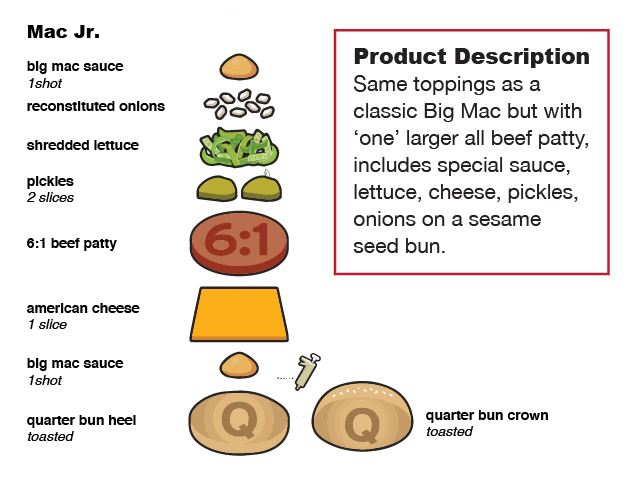 Mac Jr.
big mac sauce
1shot
reconstituted onions
shredded lettuce
pickles
2 slices
6:1 beef patty
6:1
american cheese
1 slice
big mac sauce
1shot
quarter bun heel
toasted
Q
Q
quarter bun crown
toasted
Product Description
Same toppings as a
classic Big Mac but with
‘one’ larger all beef patty,
includes special sauce,
lettuce, cheese, pickles,
onions on a sesame
seed bun.